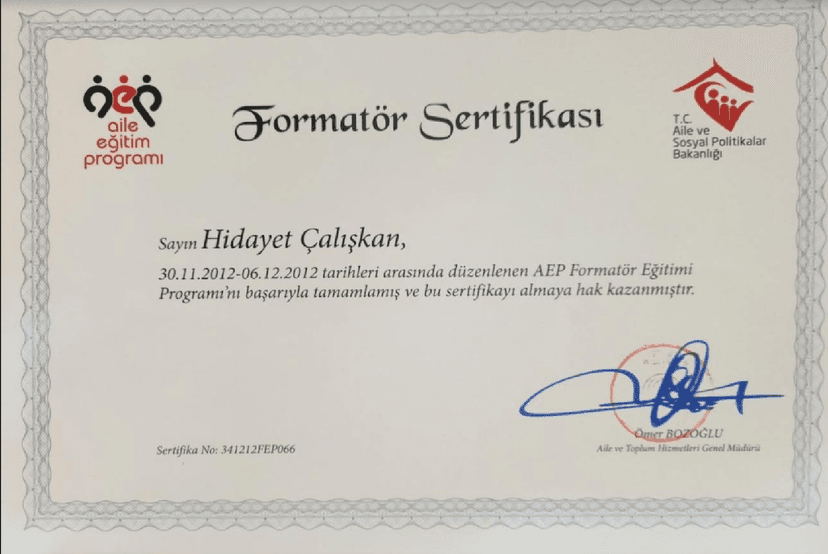 aep
aile
eğitim
programı
Formatör Sertifikası
T.C.
Aile ve
Sosyal Politikalar
Bakanlığı
Sayın Hidayet Çalışkan,
30.11.2012-06.12.2012 tarihleri arasında düzenlenen AEP Formatör Eğitimi
Programı'nı başarıyla tamamlamış ve bu sertifikayı almaya hak kazanmıştır.
Ömer BOZOĞLU
Aile ve Toplum Hizmetleri Genel Müdürü
Sertifika No: 341212FEP066